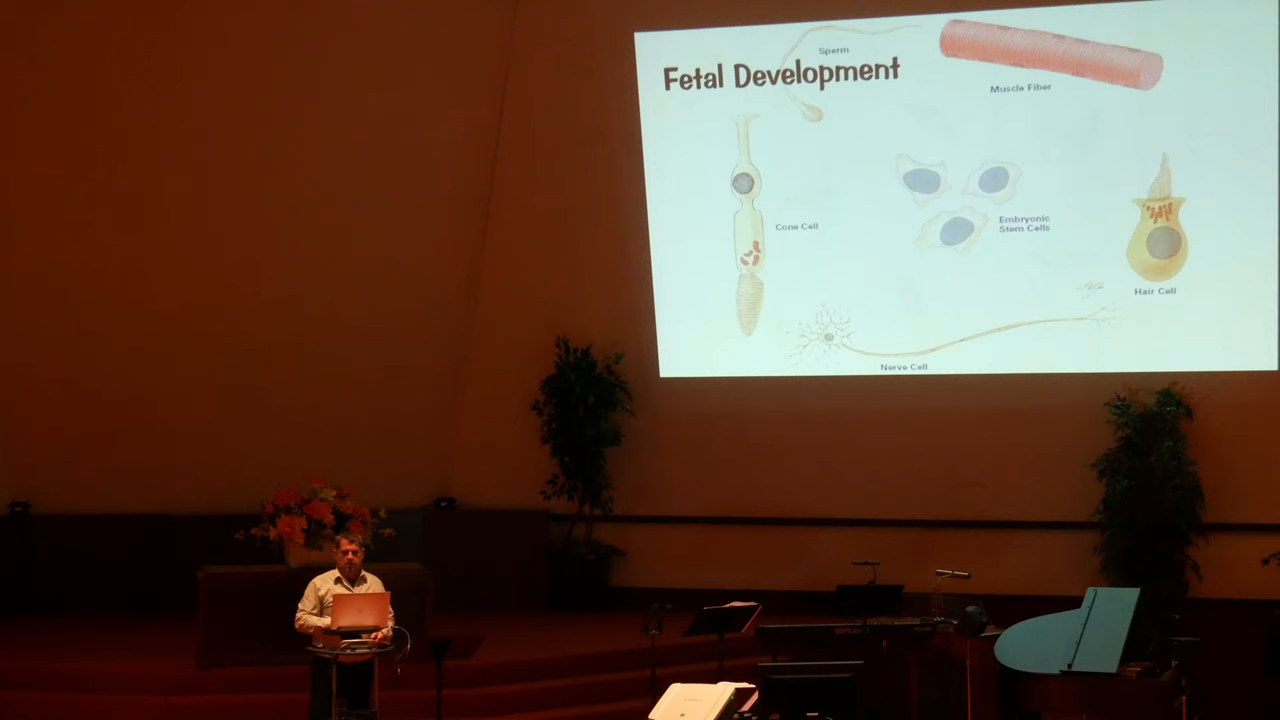 Sperm
Fetal Development
Muscle Fiber
Cone Cell
Embryonic
Stem Cells
Hair Cell
Nerve Cell